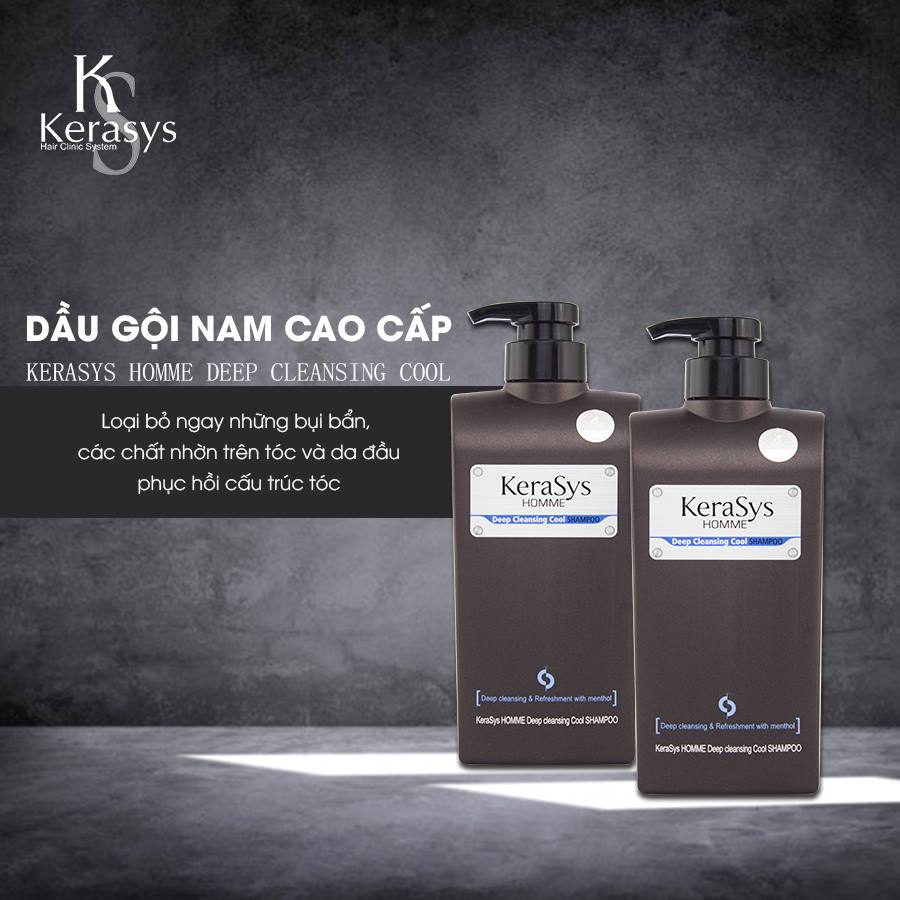 KS
Kerasys
Hair Clinic System
DẦU GỘI NAM CAO CẤP
KERASYS HOMME DEEP CLEANSING COOL
Loại bỏ ngay những bụi bẩn,
các chất nhờn trên tóc và da đầu
phục hồi cấu trúc tóc
KeraSys
HOMME
Deep Cleansing Cool SHAMPOO
[Deep cleansing & Refreshment with menthol]
KeraSys HOMME Deep cleansing Cool SHAMPOO
KeraSys
HOMME
Deep Cleansing Cool SHAMPOO
[Deep cleansing & Refreshment with menthol]
KeraSys HOMME Deep cleansing Cool SHAMPOO